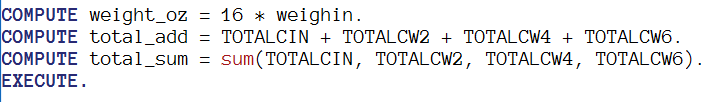 COMPUTE weight_oz = 16 * weighin.
COMPUTE total_add = TOTALCIN + TOTALCW2 + TOTALCW4 + TOTALCW6.
COMPUTE total_sum = sum(TOTALCIN, TOTALCW2, TOTALCW4, TOTALCW6).
EXECUTE.